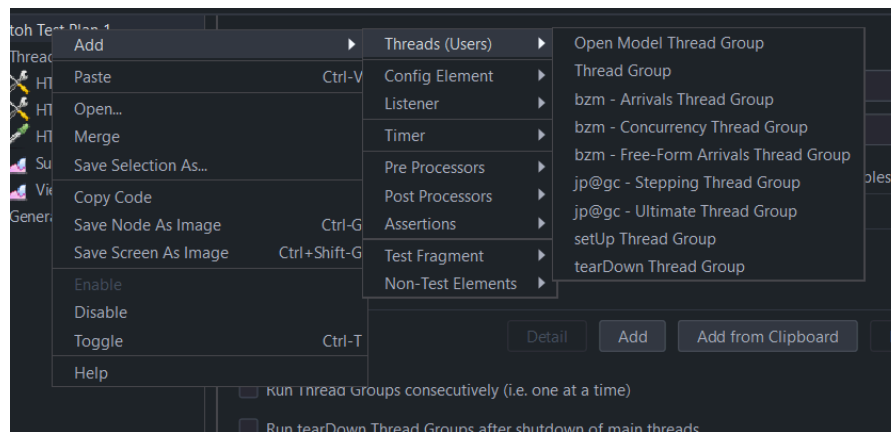 toh Test Plan 1
Add
Paste Ctrl-V
Open...
Merge
Save Selection As...
Copy Code
Save Node As Image Ctrl-G
Save Screen As Image Ctrl+Shift-G
Enable
Disable
Toggle Ctrl-T
Help
Threads (Users)
Config Element
Listener
Timer
Pre Processors
Post Processors
Assertions
Test Fragment
Non-Test Elements
Open Model Thread Group
Thread Group
bzm - Arrivals Thread Group
bzm - Concurrency Thread Group
bzm - Free-Form Arrivals Thread Group
jp@gc - Stepping Thread Group
jp@gc - Ultimate Thread Group
setUp Thread Group
tearDown Thread Group
Detail Add Add from Clipboard
Run Thread Groups consecutively (i.e. one at a time)
Run tearDown Thread Groups after shutdown of main threads